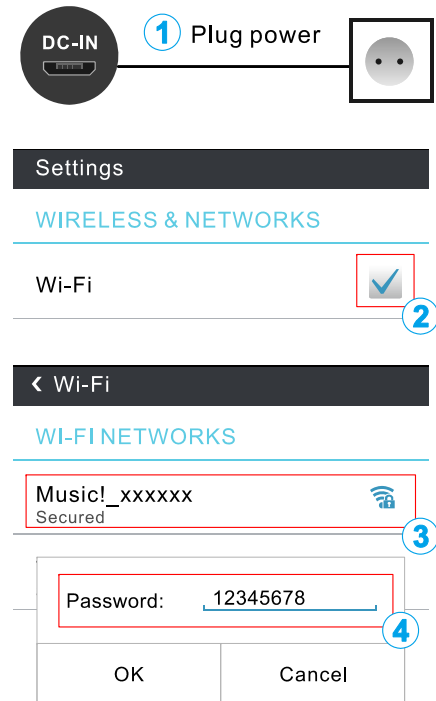 DC-IN
1 Plug power
Settings
WIRELESS & NETWORKS
Wi-Fi
2
‹ Wi-Fi
WI-FI NETWORKS
Music!_xxxxxx
Secured
3
Password: 12345678
4
OK Cancel